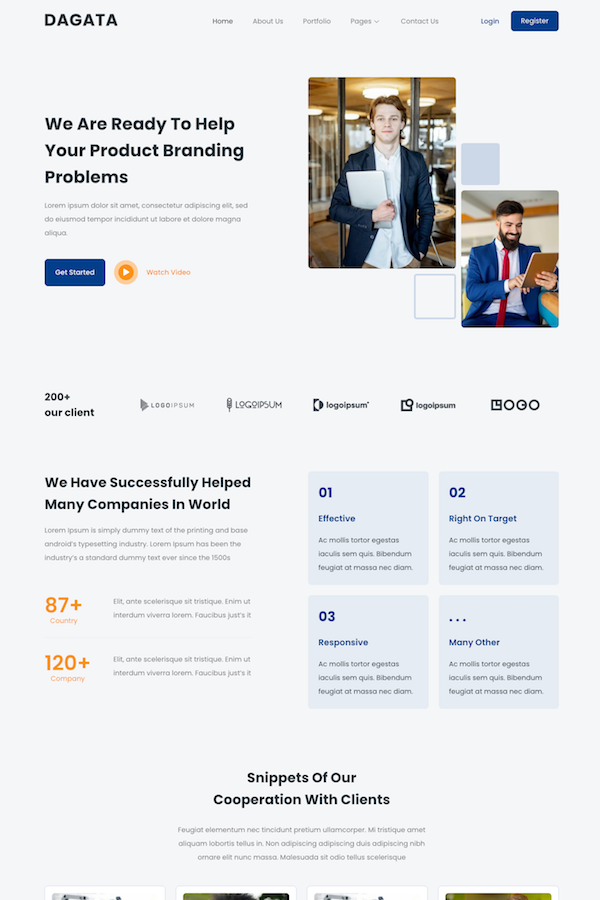 DAGATA
Home
About Us
Portfolio
Pages
Contact Us
Login
Register
We Are Ready To Help
Your Product Branding
Problems
Lorem ipsum dolor sit amet, consectetur adipiscing elit, sed
do eiusmod tempor incididunt ut labore et dolore magna
aliqua.
Get Started
Watch Video
200+
our client
LOGOIPSUM
LOGOIPSUM
logoipsum
logoipsum
LOGO
We Have Successfully Helped
Many Companies In World
Lorem Ipsum is simply dummy text of the printing and base
android's typesetting industry. Lorem Ipsum has been the
industry's a standard dummy text ever since the 1500s
87+
Country
Elit, ante scelerisque sit tristique. Enim ut
interdum viverra lorem. Faucibus just's it
120+
Company
Elit, ante scelerisque sit tristique. Enim ut
interdum viverra lorem. Faucibus just's it
01
Effective
Ac mollis tortor egestas
iaculis sem quis. Bibendum
feugiat at massa nec diam.
02
Right On Target
Ac mollis tortor egestas
iaculis sem quis. Bibendum
feugiat at massa nec diam.
03
Responsive
Ac mollis tortor egestas
iaculis sem quis. Bibendum
feugiat at massa nec diam.
...
Many Other
Ac mollis tortor egestas
iaculis sem quis. Bibendum
feugiat at massa nec diam.
Snippets Of Our
Cooperation With Clients
Feugiat elementum nec tincidunt pretium ullamcorper. Mi tristique amet
aliquam lobortis tellus in. Non adipiscing adipiscing duis adipiscing nibh
ornare elit nunc massa. Malesuada sit odio tellus scelerisque